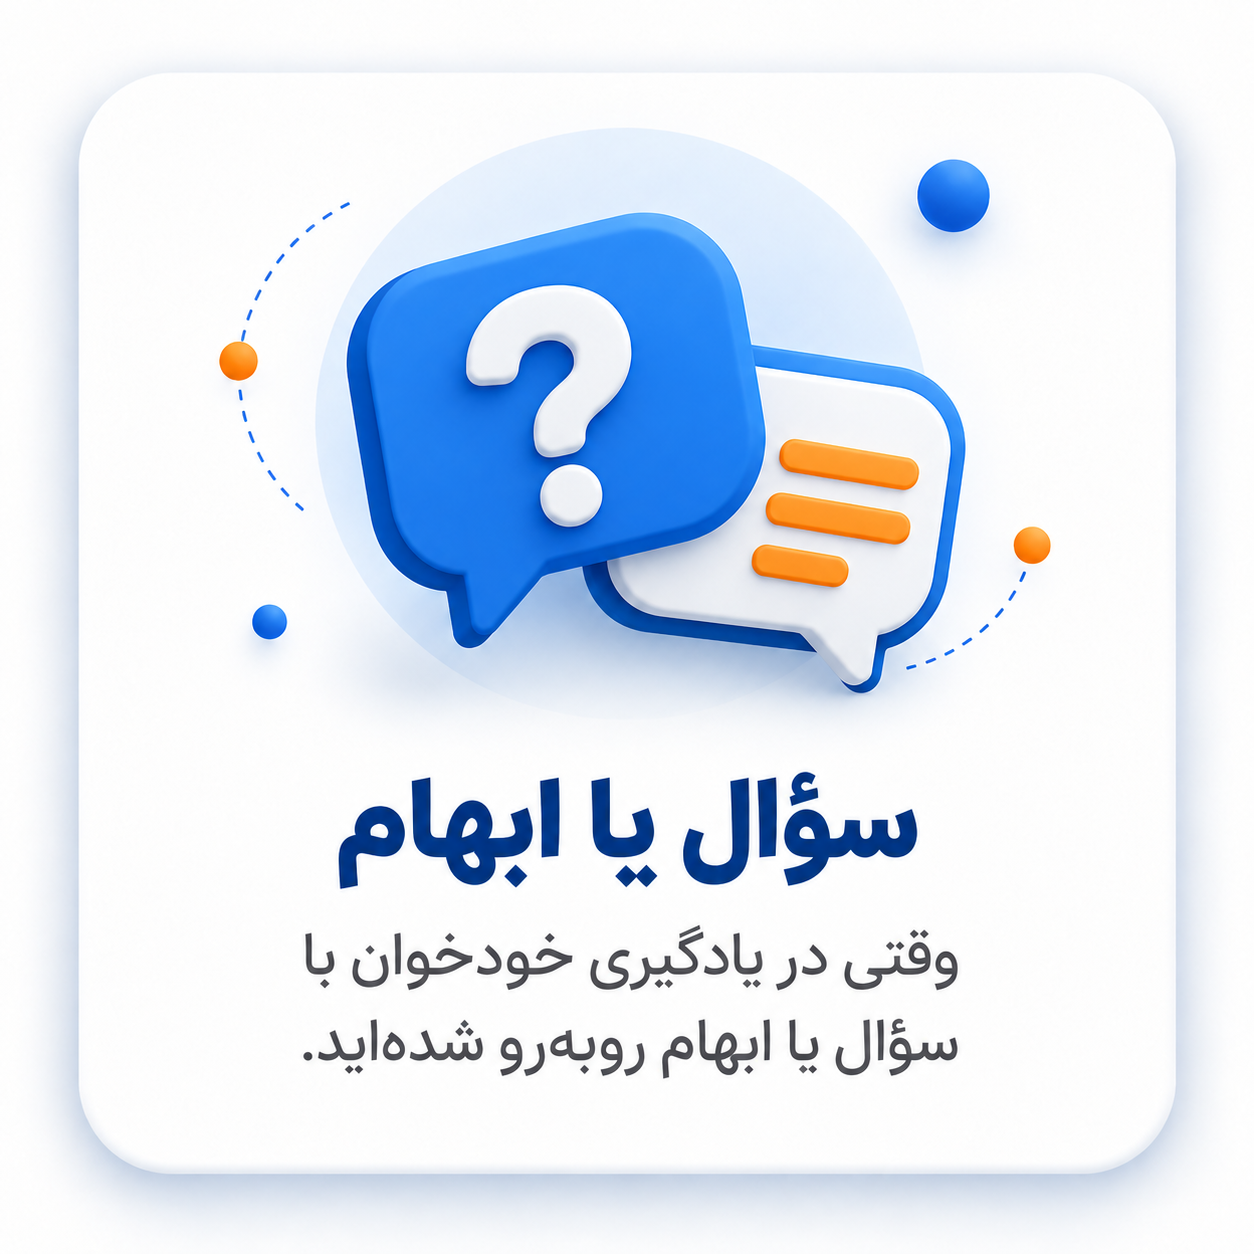 ؟
سؤال یا ابهام
وقتی در یادگیری خودخوان با
سؤال یا ابهام روبه‌رو شده‌اید.